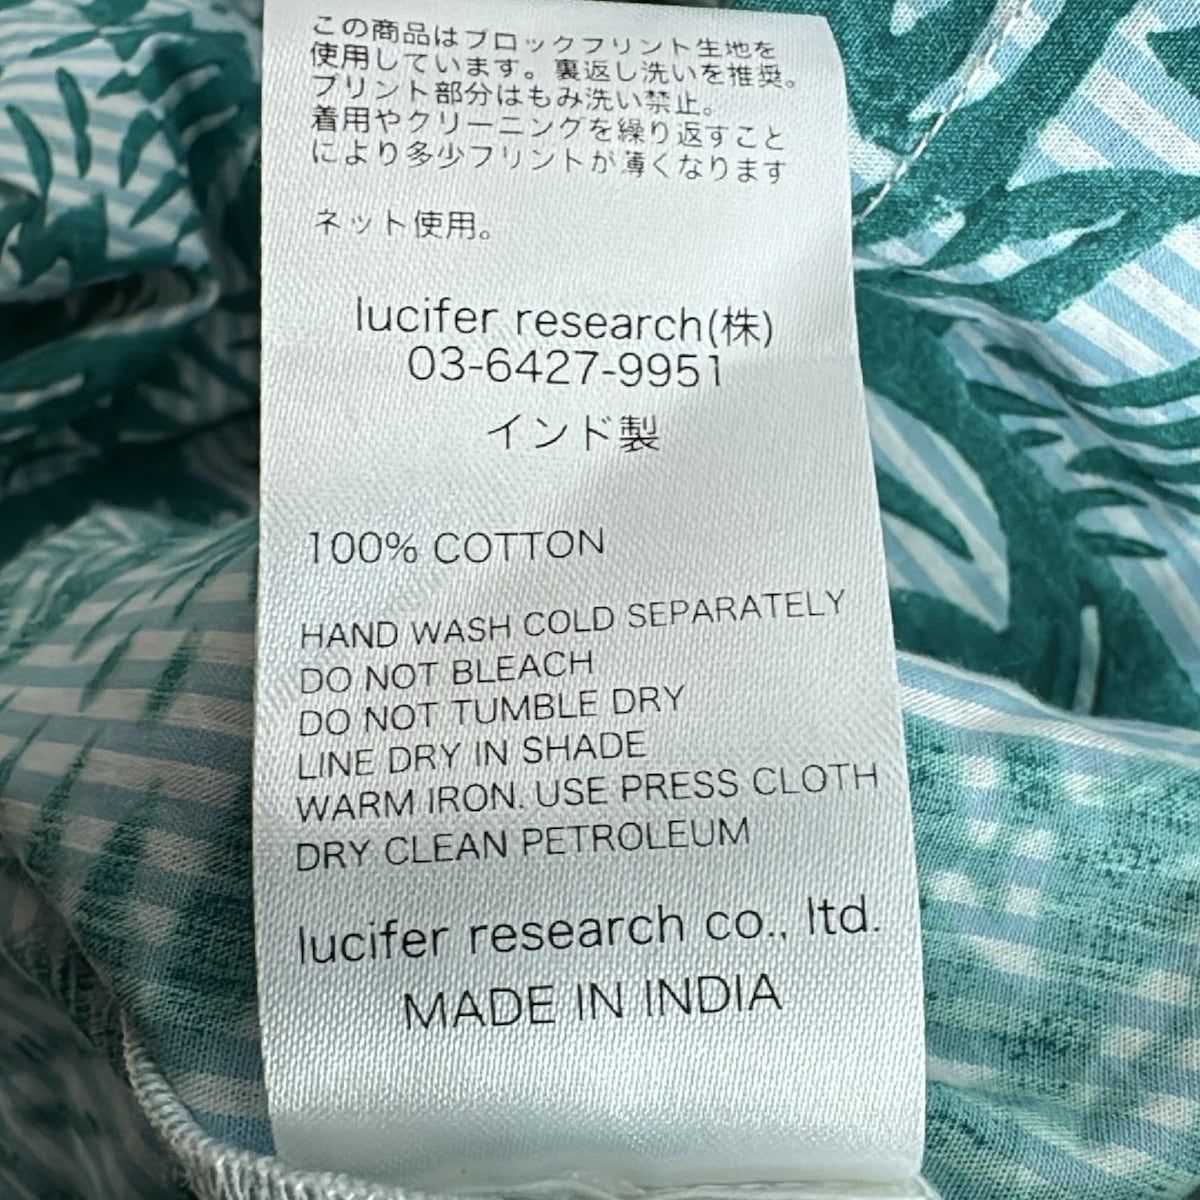 この商品はブロックプリント生地を
使用しています。裏返し洗いを推奨。
プリント部分はもみ洗い禁止。
着用やクリーニングを繰り返すこと
により多少プリントが薄くなります
ネット使用。
lucifer research(株)
03-6427-9951
インド製
100% COTTON
HAND WASH COLD SEPARATELY
DO NOT BLEACH
DO NOT TUMBLE DRY
LINE DRY IN SHADE
WARM IRON. USE PRESS CLOTH
DRY CLEAN PETROLEUM
lucifer research co., ltd.
MADE IN INDIA